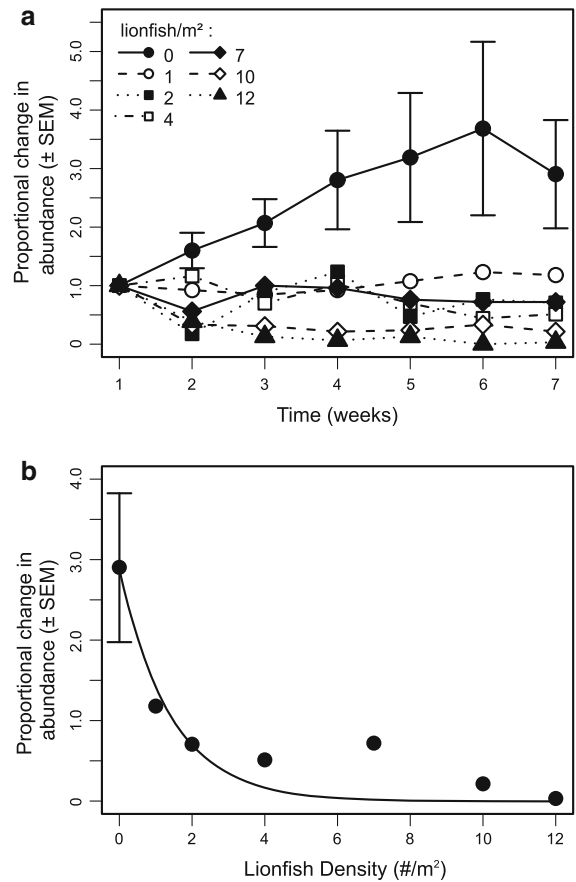 a
lionfish/m² :
0
7
1
10
2
12
4
Proportional change in
abundance (± SEM)
5.0
4.0
3.0
2.0
1.0
0
1 2 3 4 5 6 7
Time (weeks)
b
Proportional change in
abundance (± SEM)
4.0
3.0
2.0
1.0
0
0 2 4 6 8 10 12
Lionfish Density (#/m²)